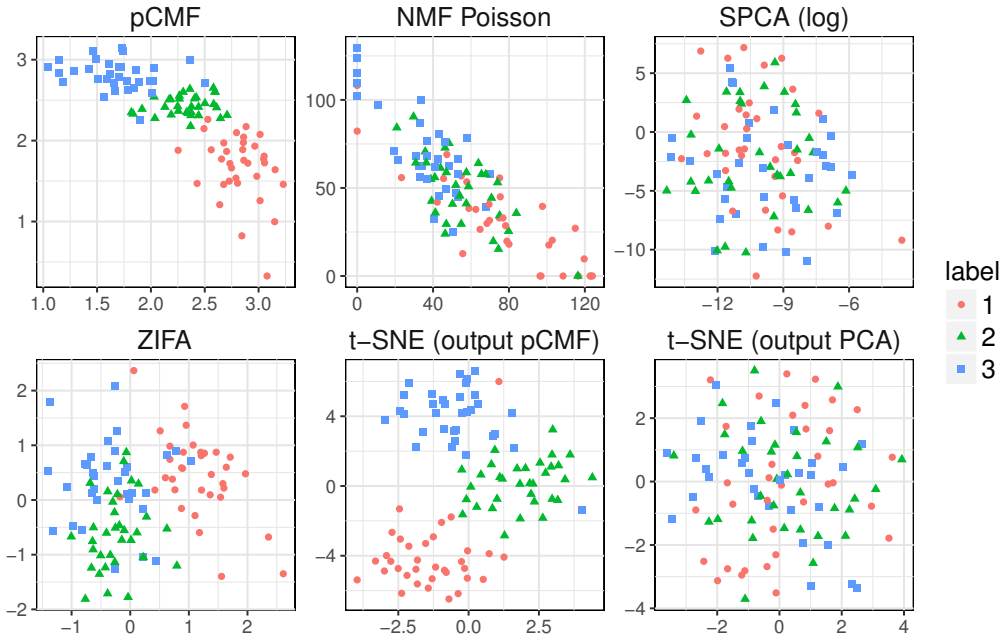 pCMF
NMF Poisson
SPCA (log)
3
2
1
1.0 1.5 2.0 2.5 3.0
100
50
0
0 40 80 120
5
0
−5
−10
−12 −9 −6
ZIFA
t−SNE (output pCMF)
t−SNE (output PCA)
2
1
0
−1
−2
−1 0 1 2
4
0
−4
−2.5 0.0 2.5
4
2
0
−2
−4
−2 0 2 4
label
1
2
3